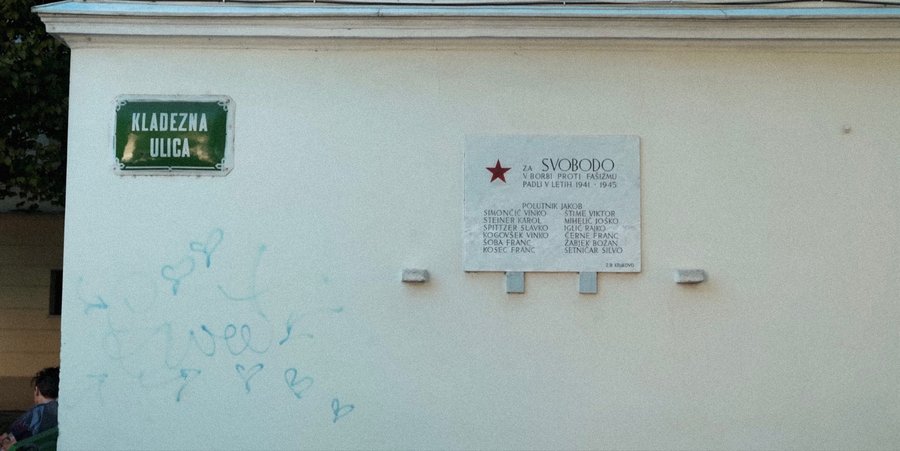 KLADEZNA
ULICA
ZA SVOBODO
V BORBI PROTI FAŠIZMU
PADLI V LETIH 1941 - 1945
POLUTNIK JAKOB
SIMONČIČ VINKO
STEINER KAROL
SPITTZER SLAVKO
KOGOVŠEK VINKO
ŠOBA FRANC
KOSEC FRANC
ŠTIME VIKTOR
MIHELIČ JOŠKO
IGLIČ RAJKO
ČERNE FRANC
ŽABJEK BOŽAN
SETNIČAR SILVO